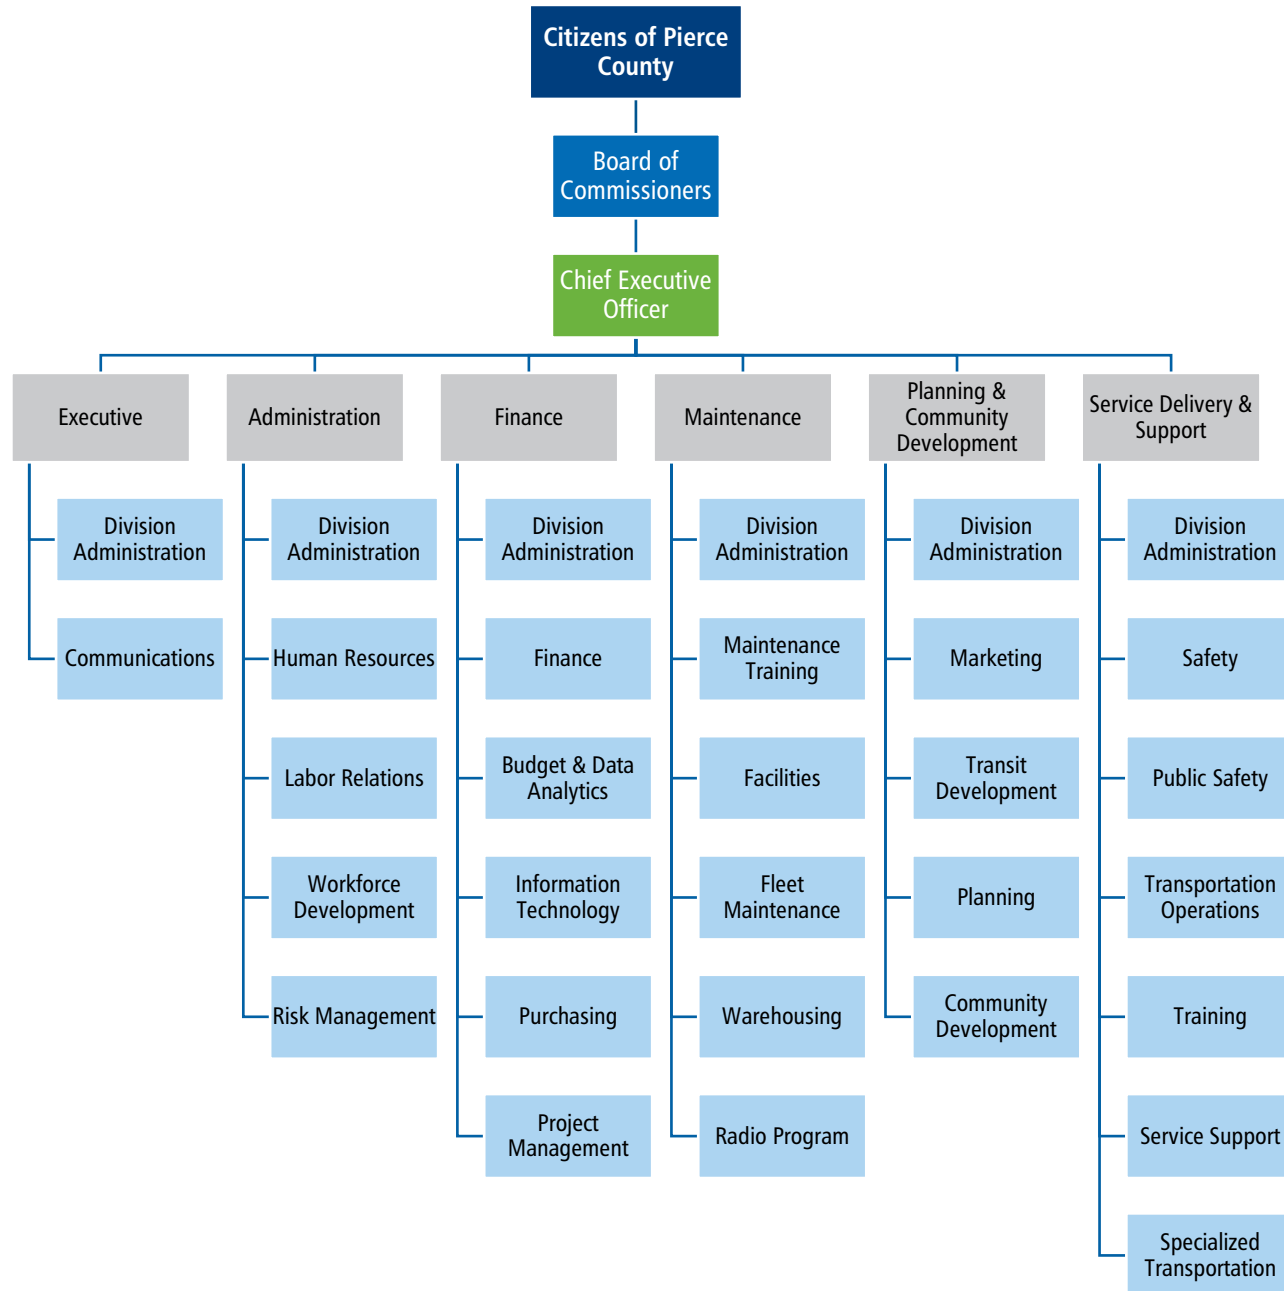 Citizens of Pierce
County
Board of
Commissioners
Chief Executive
Officer
Executive
Administration
Finance
Maintenance
Planning &
Community
Development
Service Delivery &
Support
Division
Administration
Communications
Division
Administration
Human Resources
Labor Relations
Workforce
Development
Risk Management
Division
Administration
Finance
Budget & Data
Analytics
Information
Technology
Purchasing
Project
Management
Division
Administration
Maintenance
Training
Facilities
Fleet
Maintenance
Warehousing
Radio Program
Division
Administration
Marketing
Transit
Development
Planning
Community
Development
Division
Administration
Safety
Public Safety
Transportation
Operations
Training
Service Support
Specialized
Transportation